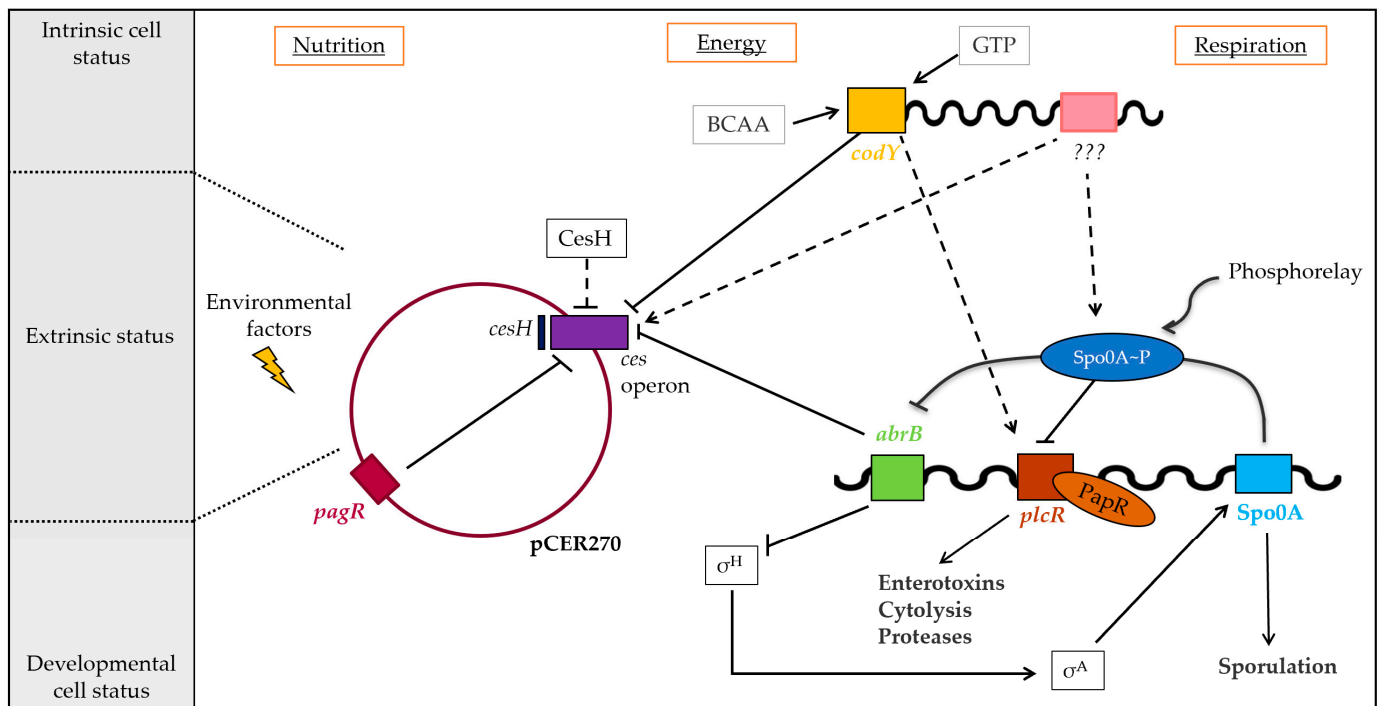 Intrinsic cell
status
Nutrition
Energy
GTP
Respiration
BCAA
codY
???
CesH
Phosphorelay
Environmental
factors
Extrinsic status
cesH
ces
operon
Spo0A~P
abrB
pagR
plcR
PapR
Spo0A
pCER270
σᴴ
Enterotoxins
Cytolysis
Proteases
Developmental
cell status
σᴬ
Sporulation